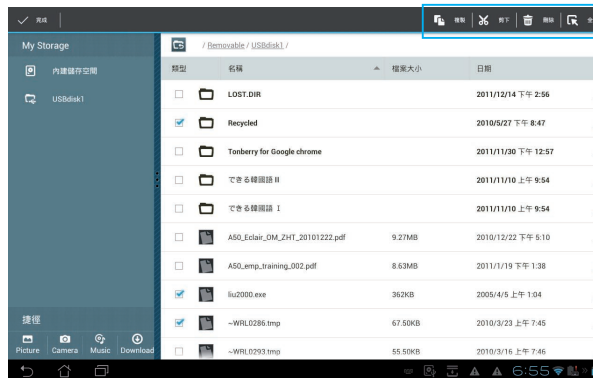 完成 複製 剪下 刪除 全
My Storage / Removable / USBdisk1 /
內建儲存空間 類型 名稱 檔案大小 日期
USBdisk1
LOST.DIR 2011/12/14 下午 2:56
Recycled 2010/5/27 下午 8:47
Tonberry for Google chrome 2011/11/30 下午 12:57
できる韓國語 II 2011/11/10 上午 9:54
できる韓國語 I 2011/11/10 上午 9:54
A50_Eclair_OM_ZHT_20101222.pdf 9.27MB 2010/12/22 下午 5:10
A50_emp_training_002.pdf 8.63MB 2011/1/19 下午 1:38
liu2000.exe 362KB 2005/4/5 上午 1:04
捷徑 ~WRL0286.tmp 67.50KB 2010/3/23 上午 7:45
Picture Camera Music Download ~WRL0293.tmp 55.50KB 2010/3/16 上午 7:46
6:55